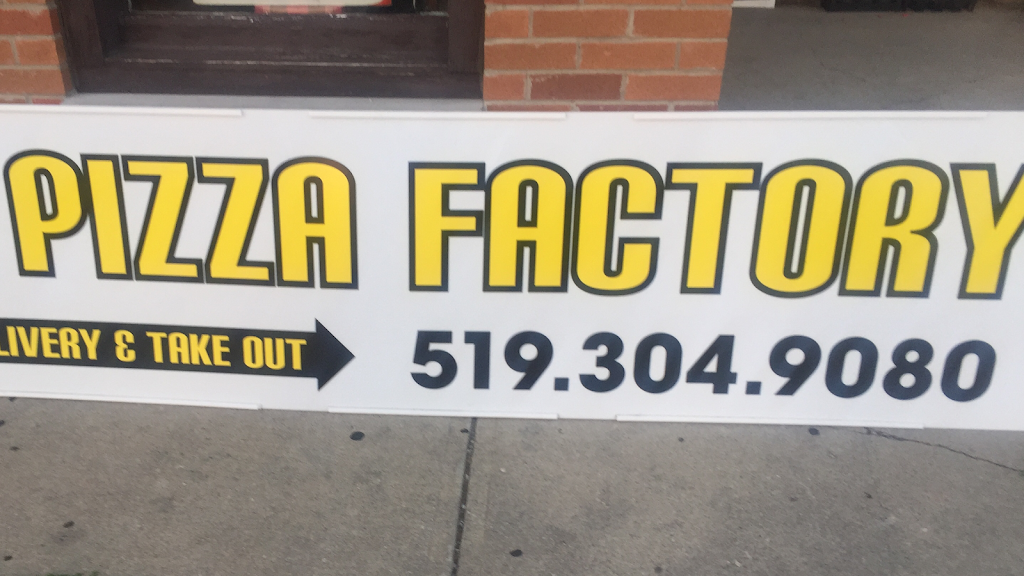 PIZZA FACTORY
LIVERY & TAKE OUT
519.304.9080